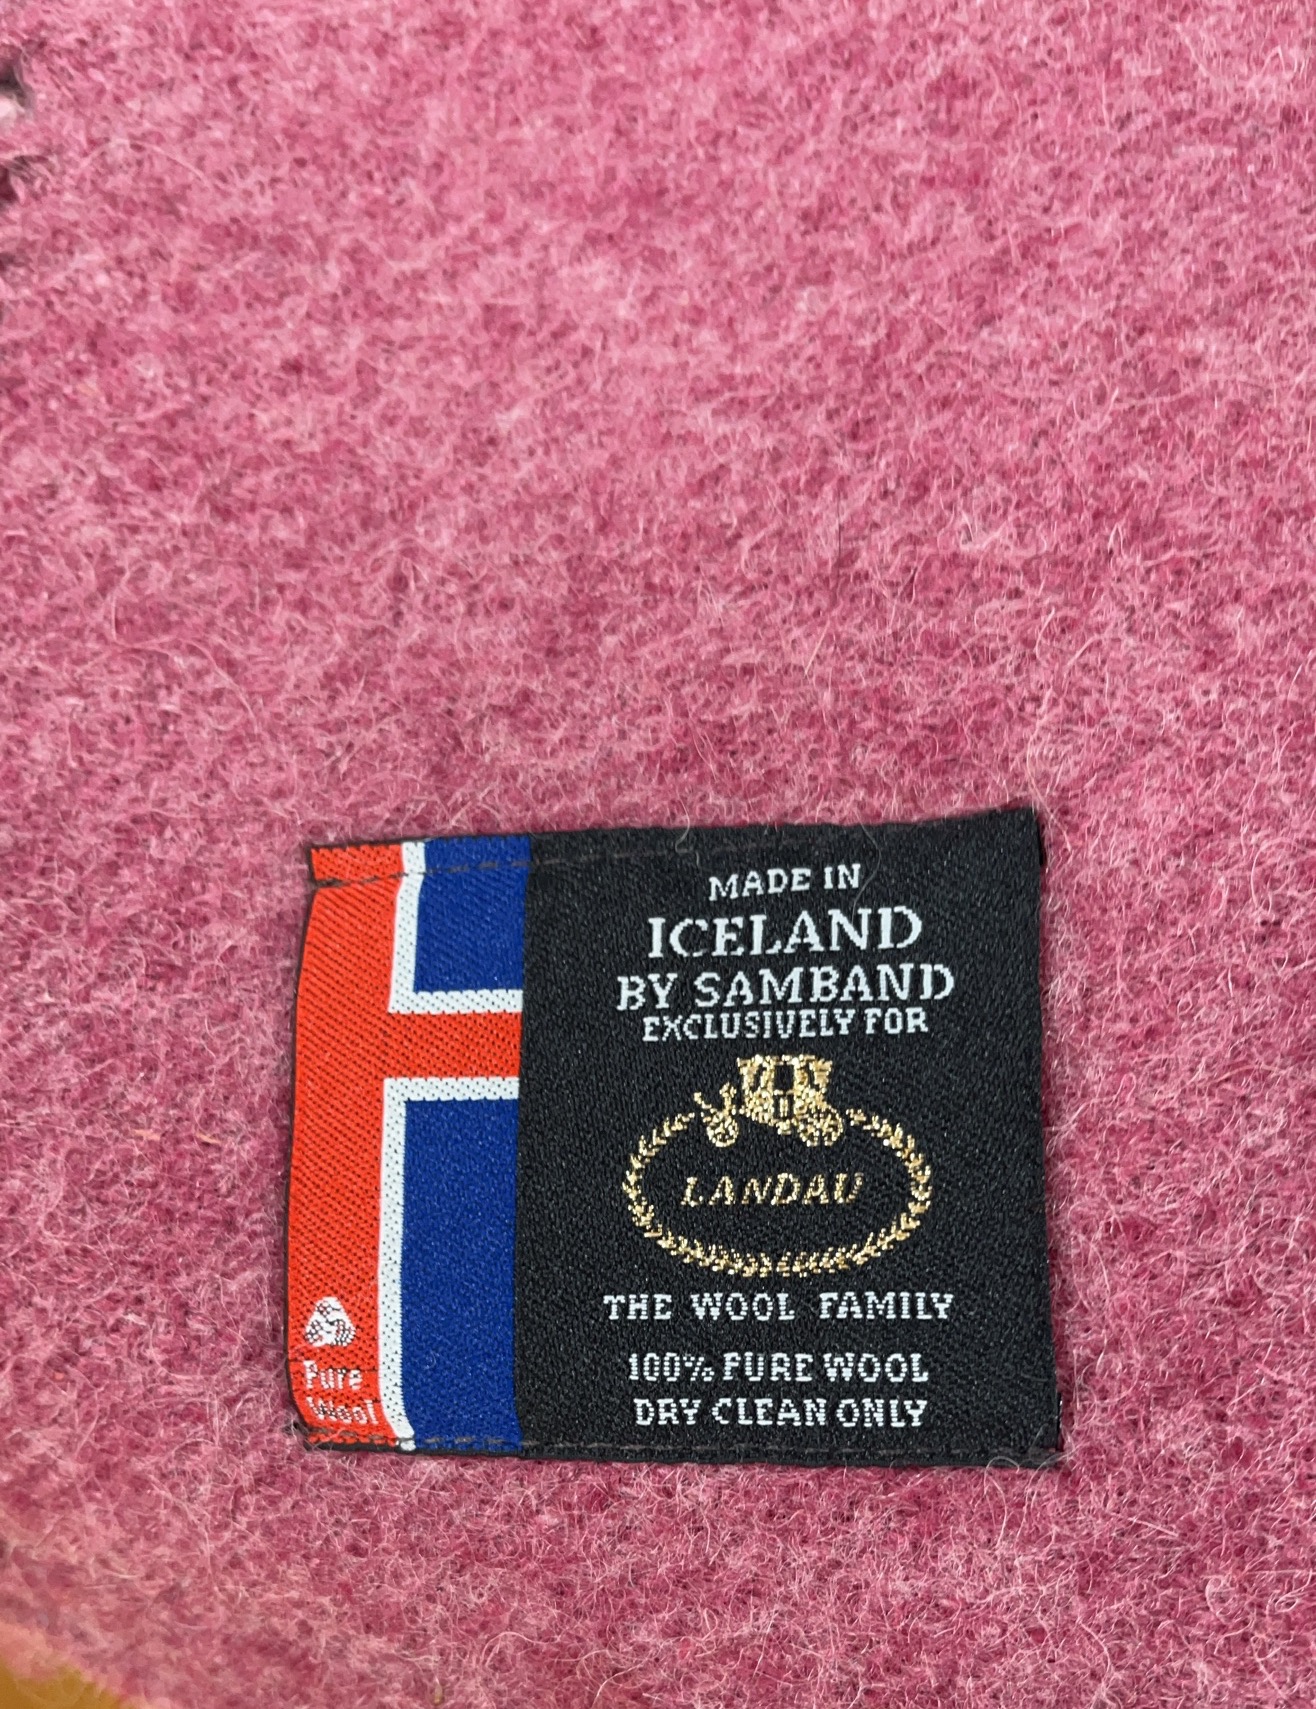 MADE IN
ICELAND
BY SAMBAND
EXCLUSIVELY FOR
LANDAU
THE WOOL FAMILY
100% PURE WOOL
DRY CLEAN ONLY
Pure
Wool